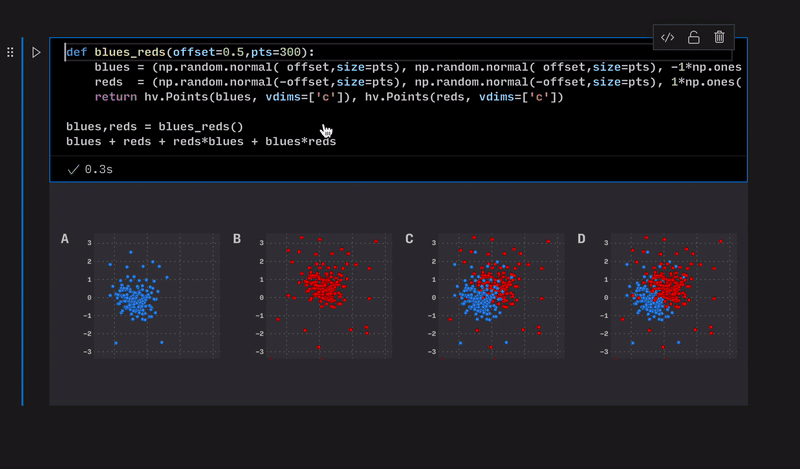 def blues_reds(offset=0.5,pts=300):
blues = (np.random.normal( offset,size=pts), np.random.normal( offset,size=pts), -1*np.ones
reds  = (np.random.normal(-offset,size=pts), np.random.normal(-offset,size=pts), 1*np.ones(
return hv.Points(blues, vdims=['c']), hv.Points(reds, vdims=['c'])
blues,reds = blues_reds()
blues + reds + reds*blues + blues*reds
0.3s
A B C D
3 3 3 3
2 2 2 2
1 1 1 1
0 0 0 0
−1 −1 −1 −1
−2 −2 −2 −2
−3 −3 −3 −3